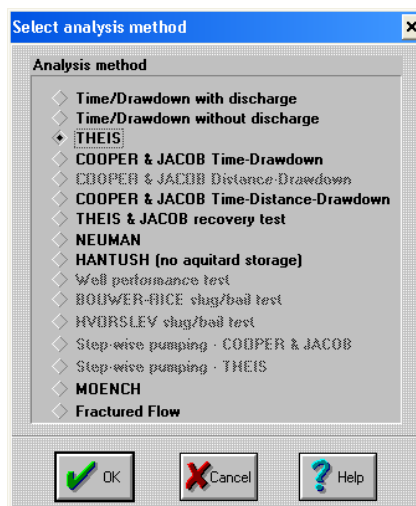 Select analysis method
Analysis method
Time/Drawdown with discharge
Time/Drawdown without discharge
THEIS
COOPER & JACOB Time-Drawdown
COOPER & JACOB Distance-Drawdown
COOPER & JACOB Time-Distance-Drawdown
THEIS & JACOB recovery test
NEUMAN
HANTUSH (no aquitard storage)
Well performance test
BOUWER-RICE slug/bail test
HVORSLEV slug/bail test
Step-wise pumping - COOPER & JACOB
Step-wise pumping - THEIS
MOENCH
Fractured Flow
OK Cancel Help